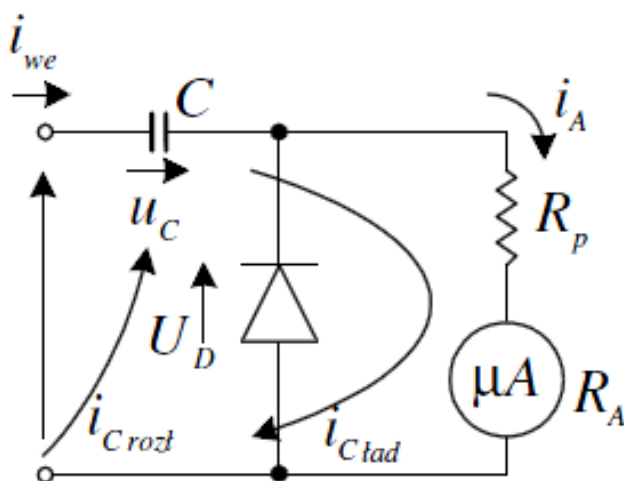 i_we
C
i_A
u_C
R_p
U_D
μA
R_A
i_C rozł
i_C ład